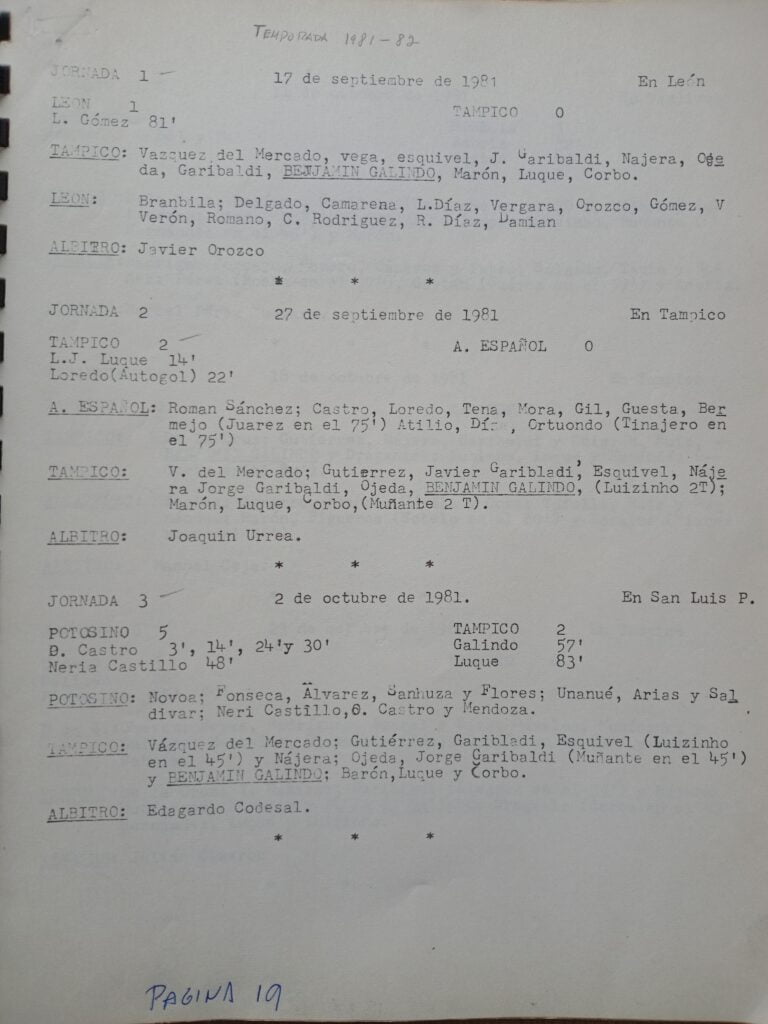 TEMPORADA 1981-82
JORNADA 1 17 de septiembre de 1981 En León
LEON 1 TAMPICO 0
L. Gómez 81'
TAMPICO: Vazquez del Mercado, vega, esquivel, J. Garibaldi, Najera, Oje
da, Garibaldi, BENJAMIN GALINDO, Marón, Luque, Corbo.
LEON: Branbila; Delgado, Camarena, L.Díaz, Vergara, Orozco, Gómez, V
Verón, Romano, C. Rodriguez, R. Díaz, Damian
ALBITRO: Javier Orozco
* * *
JORNADA 2 27 de septiembre de 1981 En Tampico
TAMPICO 2 A. ESPAÑOL 0
L.J. Luque 14'
Loredo(Autogol) 22'
A. ESPAÑOL: Roman Sánchez; Castro, Loredo, Tena, Mora, Gil, Guesta, Ber
mejo (Juarez en el 75') Atilio, Ortuondo (Tinajero en
el 75')
TAMPICO: V. del Mercado; Gutierrez, Javier Garibladi, Esquivel, Náje
ra Jorge Garibaldi, Ojeda, BENJAMIN GALINDO, (Luizinho 2T);
Marón, Luque, Corbo,(Muñante 2 T).
ALBITRO: Joaquin Urrea.
* * *
JORNADA 3 2 de octubre de 1981. En San Luis P.
POTOSINO 5 TAMPICO 2
O. Castro 3', 14', 24'y 30' Galindo 57'
Neria Castillo 48' Luque 83'
POTOSINO: Novoa; Fonseca, Álvarez, Sanhuza y Flores; Unanué, Arias y Sal
divar; Neri Castillo,O. Castro y Mendoza.
TAMPICO: Vázquez del Mercado; Gutiérrez, Garibladi, Esquivel (Luizinho
en el 45') y Nájera; Ojeda, Jorge Garibaldi (Muñante en el 45')
y BENJAMIN GALINDO; Barón,Luque y Corbo.
ALBITRO: Edagardo Codesal.
* * *
PAGINA 19